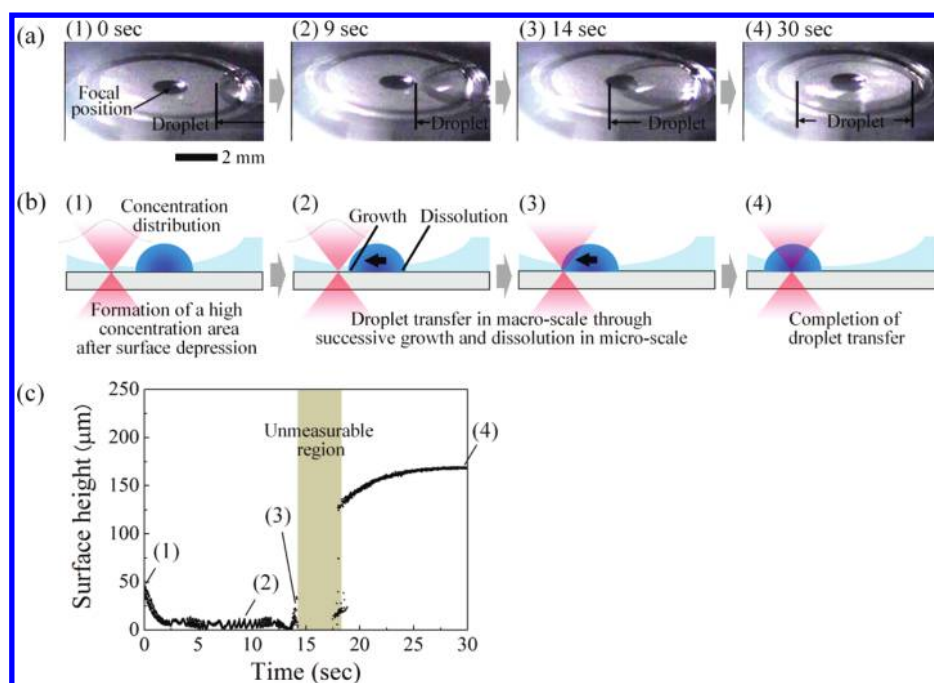 (a)
(1) 0 sec
(2) 9 sec
(3) 14 sec
(4) 30 sec
Focal
position
Droplet
Droplet
Droplet
Droplet
2 mm
(b)
(1)
(2)
(3)
(4)
Concentration
distribution
Growth
Dissolution
Formation of a high
concentration area
after surface depression
Droplet transfer in macro-scale through
successive growth and dissolution in micro-scale
Completion of
droplet transfer
(c)
Surface height (μm)
250
200
150
100
50
0
Unmeasurable
region
(1)
(2)
(3)
(4)
0 5 10 15 20 25 30
Time (sec)